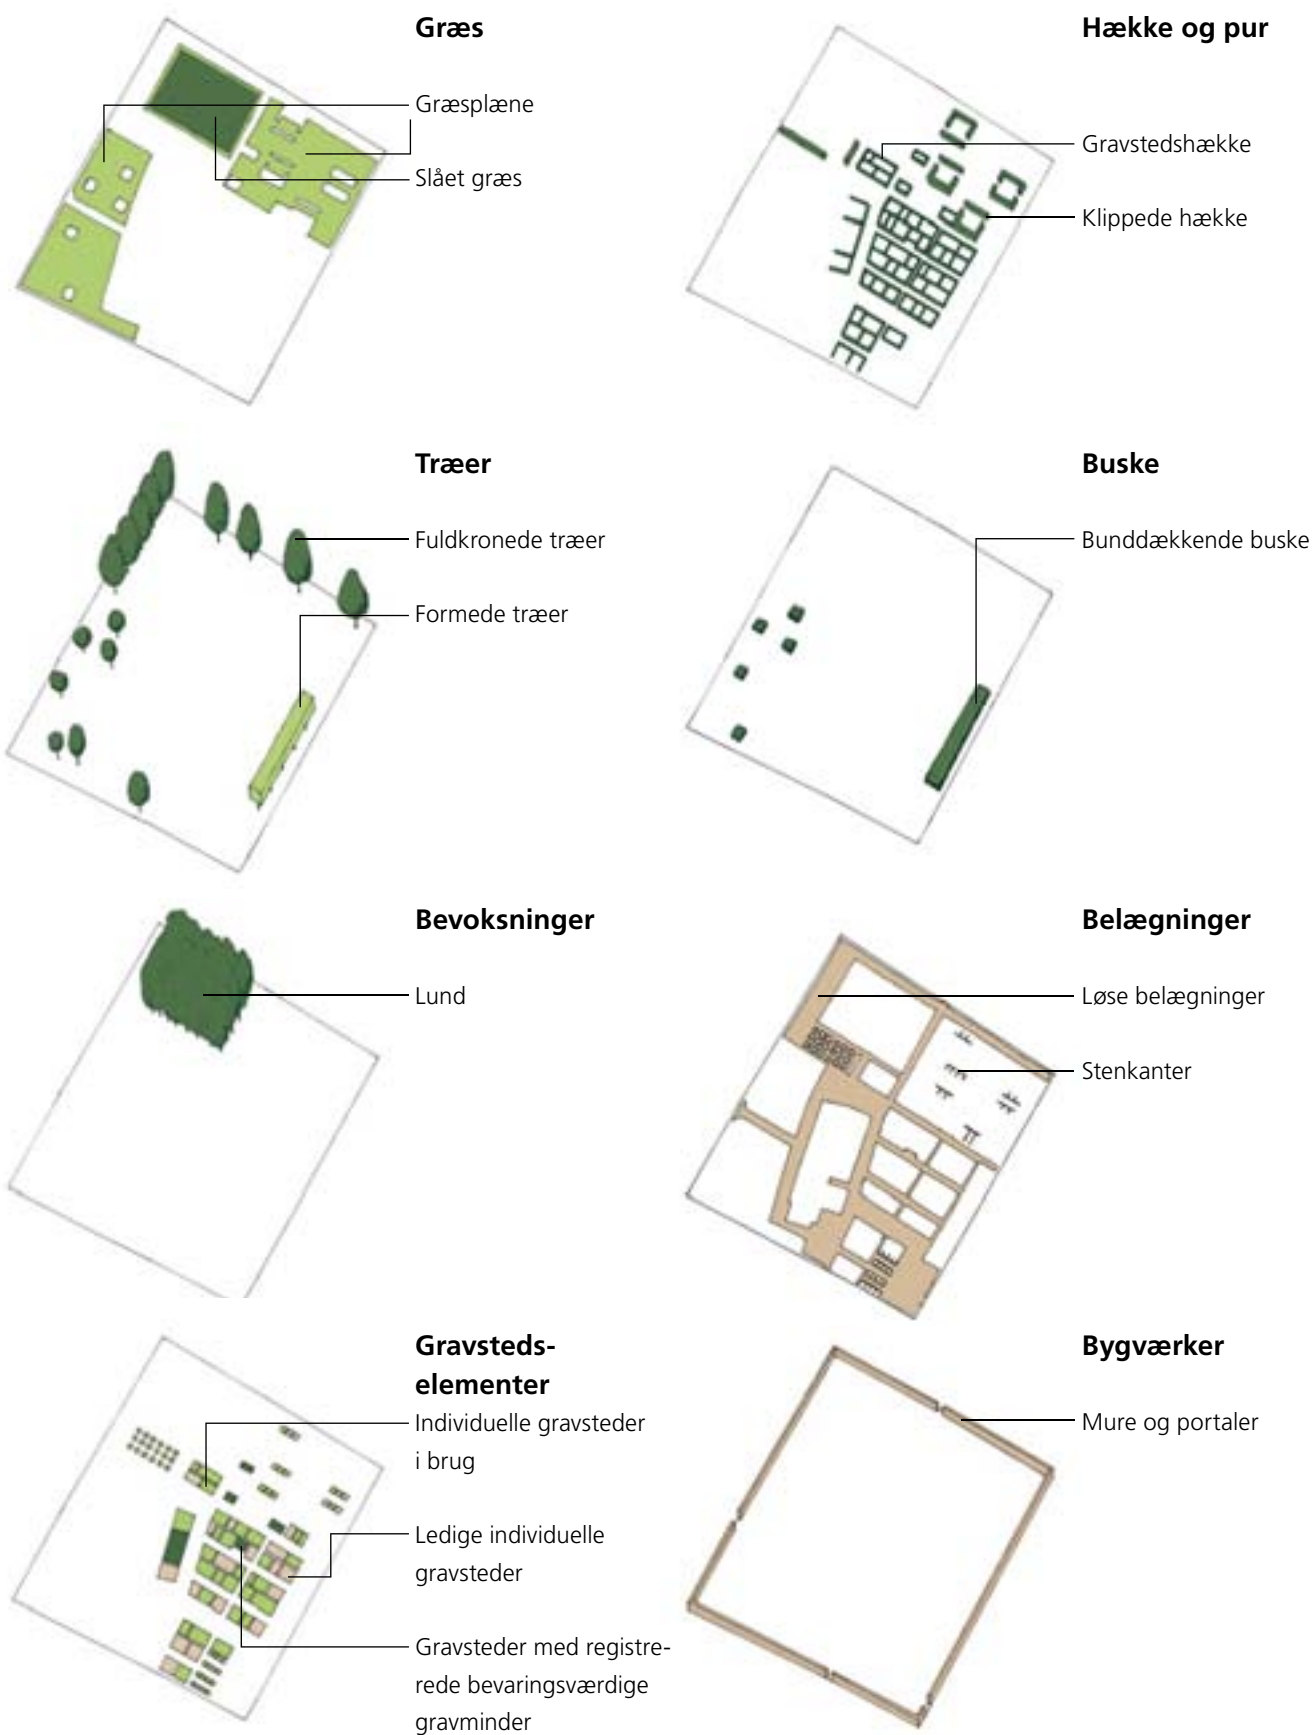 Græs
Græsplæne
Slået græs
Hække og pur
Gravstedshække
Klippede hække
Træer
Fuldkronede træer
Formede træer
Buske
Bunddækkende buske
Bevoksninger
Lund
Belægninger
Løse belægninger
Stenkanter
Gravsteds-
elementer
Individuelle gravsteder
i brug
Ledige individuelle
gravsteder
Gravsteder med registre-
rede bevaringsværdige
gravminder
Bygværker
Mure og portaler